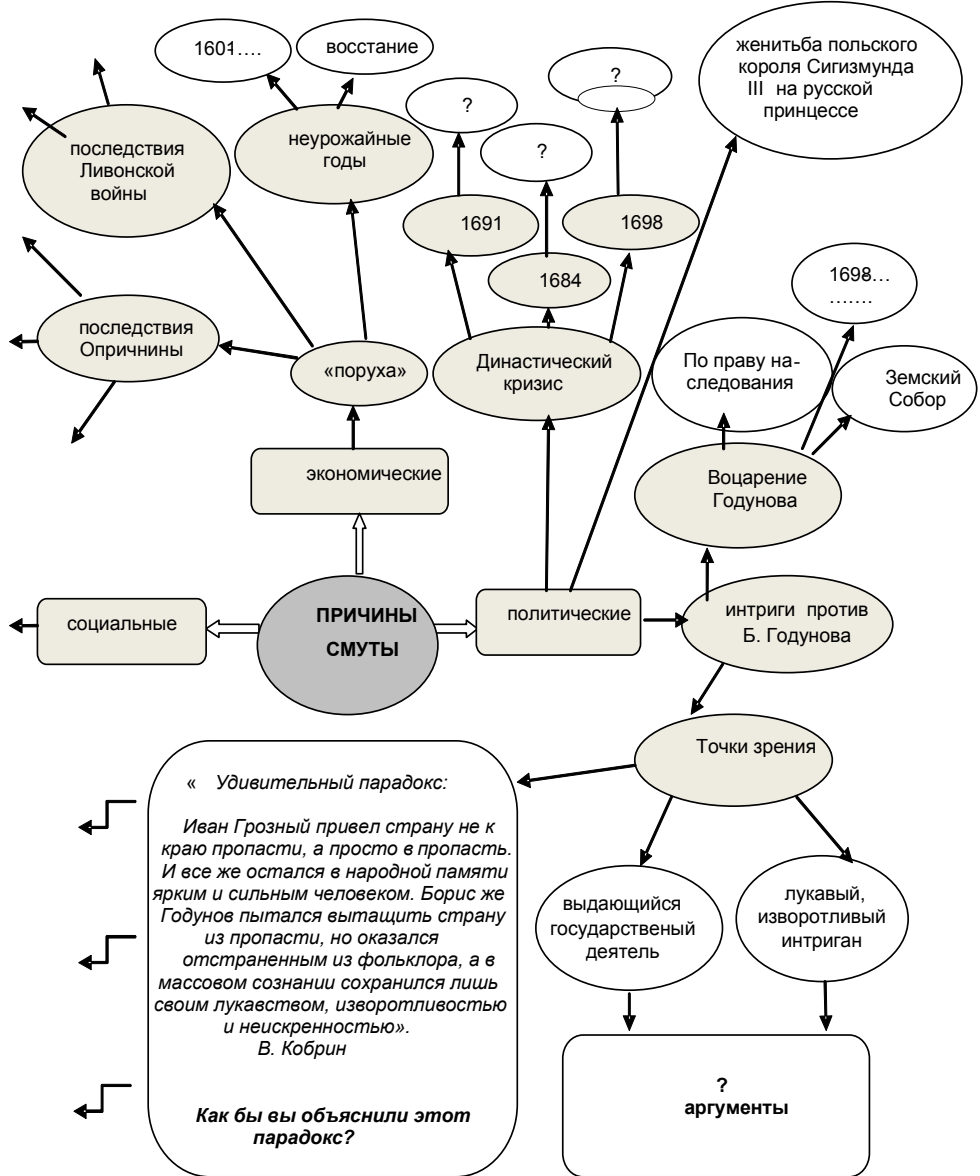 1601….
восстание
?
?
женитьба польского
короля Сигизмунда
III на русской
принцессе
последствия
Ливонской
войны
неурожайные
годы
?
1691
1698
1684
1698…
…….
последствия
Опричнины
«поруха»
Династический
кризис
По праву на-
следования
Земский
Собор
экономические
Воцарение
Годунова
социальные
ПРИЧИНЫ
СМУТЫ
политические
интриги против
Б. Годунова
Точки зрения
« Удивительный парадокс:
Иван Грозный привел страну не к
краю пропасти, а просто в пропасть.
И все же остался в народной памяти
ярким и сильным человеком. Борис же
Годунов пытался вытащить страну
из пропасти, но оказался
отстраненным из фольклора, а в
массовом сознании сохранился лишь
своим лукавством, изворотливостью
и неискренностью».
В. Кобрин
Как бы вы объяснили этот
парадокс?
выдающийся
государственый
деятель
лукавый,
изворотливый
интриган
?
аргументы